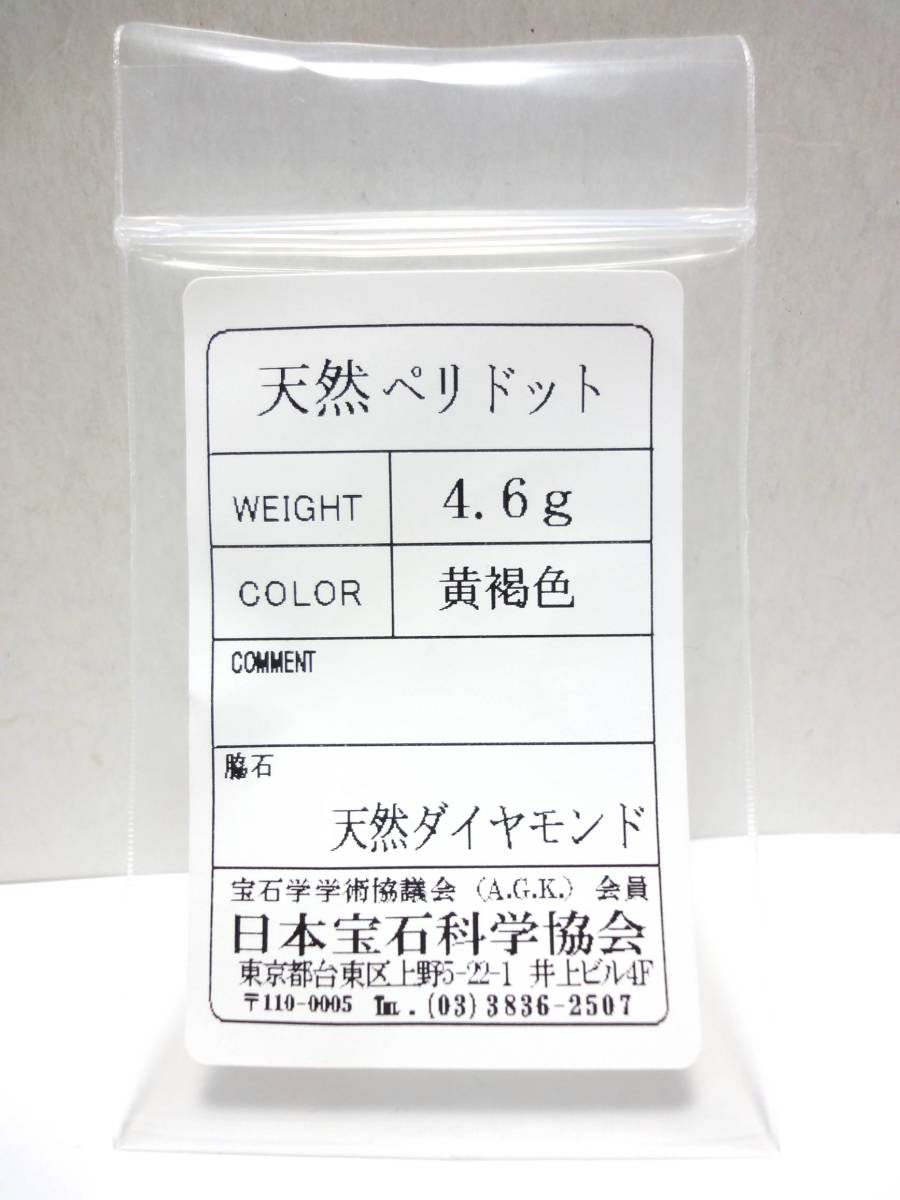 天然ペリドット
WEIGHT 4.6g
COLOR 黄褐色
COMMENT
脇石
天然ダイヤモンド
宝石学学術協議会 (A.G.K.) 会員
日本宝石科学協会
東京都台東区上野5-22-1 井上ビル4F
〒110-0005 TEL.(03)3836-2507